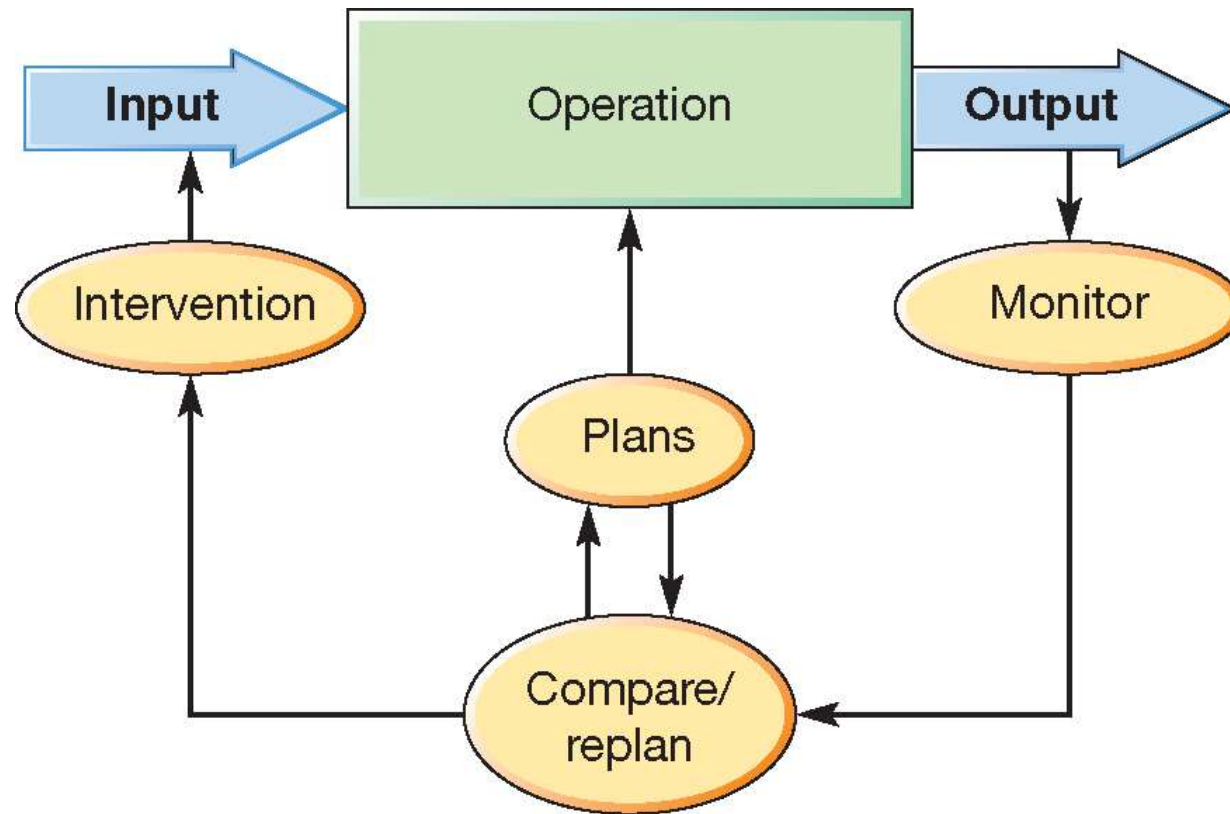 Input
Operation
Output
Intervention
Monitor
Plans
Compare/
replan